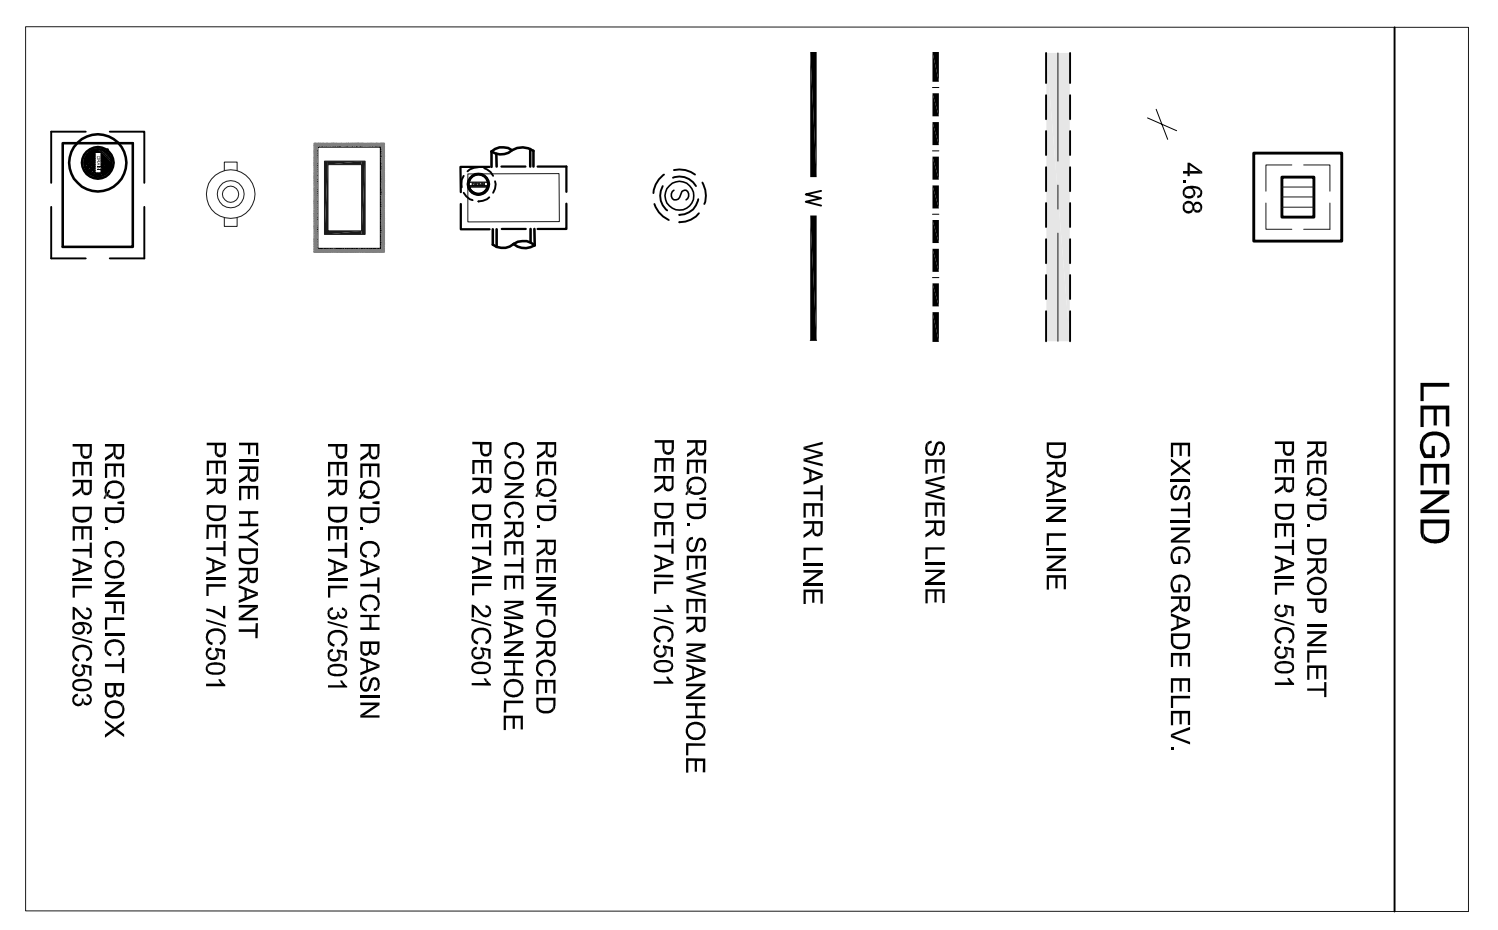 LEGEND
REQ'D. DROP INLET
PER DETAIL 5/C501
4.68
EXISTING GRADE ELEV.
DRAIN LINE
SEWER LINE
W
WATER LINE
S
REQ'D. SEWER MANHOLE
PER DETAIL 1/C501
REQ'D. REINFORCED
CONCRETE MANHOLE
PER DETAIL 2/C501
REQ'D. CATCH BASIN
PER DETAIL 3/C501
FIRE HYDRANT
PER DETAIL 7/C501
REQ'D. CONFLICT BOX
PER DETAIL 26/C503